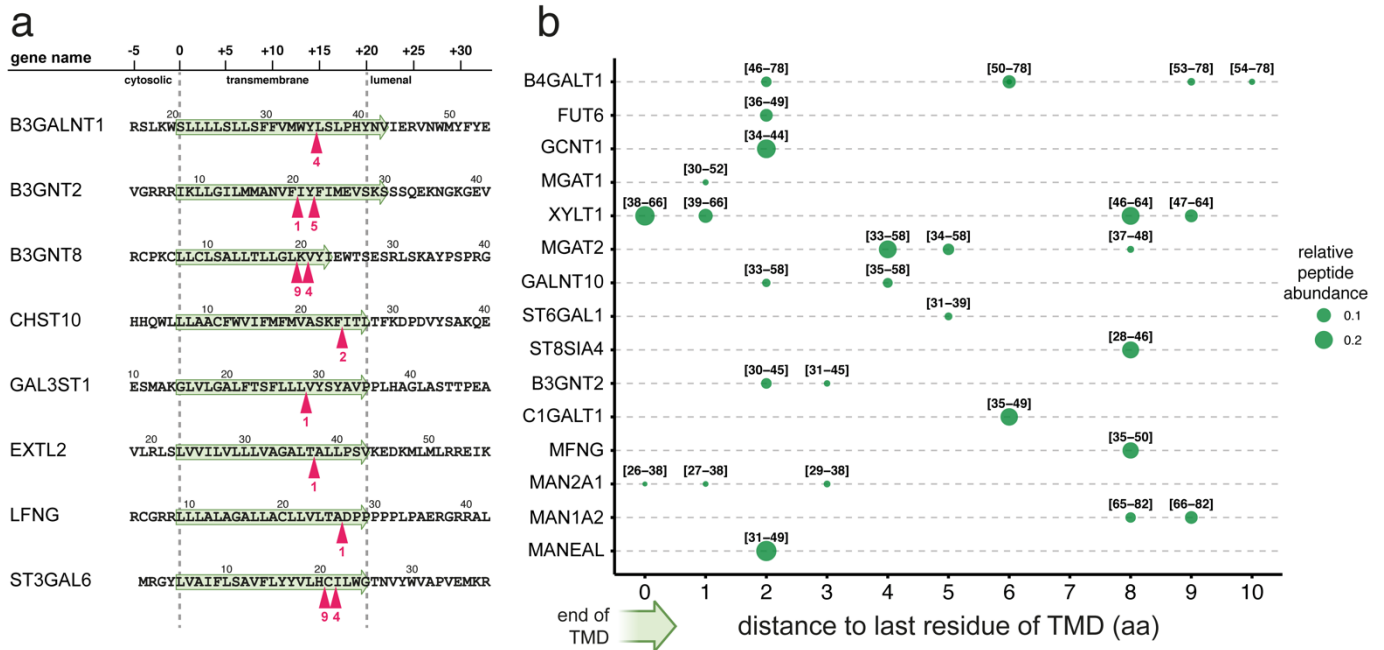 a
gene name
-5 0 +5 +10 +15 +20 +30
cytosolic transmembrane lumenal
20 30 40 50
B3GALNT1 RSLKWSLLLLSLLSFFVMWYLSLPHYNVIERVNWMYFYE
4
10 20 30 40
B3GNT2 VGRRRIKLLGILMMANVFIYFIMEVSKSSSQEKNGKGEV
1 5
10 20 30 40
B3GNT8 RCPKCLLCLSALLTLLGLKVYIEWTSESRLSKAYPSPRG
9 4
10 20 30 40
CHST10 HHQWLLLAACFWVIFMFMVASKFITLTFKDPDVYSAKQE
2
10 20 30 40
GAL3ST1 ESMAKGLVLGALFTSFLLLVYSYAVPPLHAGLASTTPEA
1
20 30 40 50
EXTL2 VLRLSLVVILVLLLVAGALTALLPSVKEDKMLMLRREIK
1
10 20 30 40
LFNG RCGRRLLLALAGALLACLLVLTADPPPPPLPAERGRRAL
1
10 20 30
ST3GAL6 MRGYLVAIFLSAVFLYYVLHCILWGTNVYWVAPVEMKR
9 4
b
B4GALT1 [46–78] [50–78] [53–78] [54–78]
FUT6 [36–49]
GCNT1 [34–44]
MGAT1 [30–52]
XYLT1 [38–66] [39–66] [46–64] [47–64]
MGAT2 [33–58] [34–58] [37–48]
GALNT10 [33–58] [35–58]
ST6GAL1 [31–39]
ST8SIA4 [28–46]
B3GNT2 [30–45] [31–45]
C1GALT1 [35–49]
MFNG [35–50]
MAN2A1 [26–38] [27–38] [29–38]
MAN1A2 [65–82] [66–82]
MANEAL [31–49]
0 1 2 3 4 5 6 7 8 9 10
end of
TMD
distance to last residue of TMD (aa)
relative
peptide
abundance
0.1
0.2